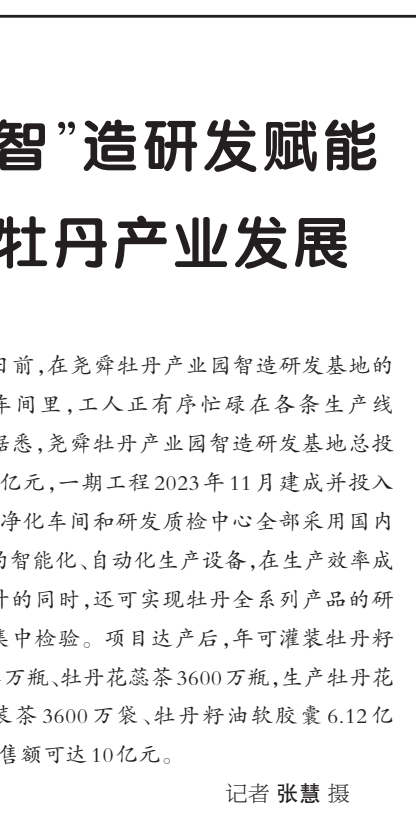 智”造研发赋能
牡丹产业发展
日前,在尧舜牡丹产业园智造研发基地的
车间里,工人正有序忙碌在各条生产线
据悉,尧舜牡丹产业园智造研发基地总投
亿元,一期工程2023年11月建成并投入
净化车间和研发质检中心全部采用国内
的智能化、自动化生产设备,在生产效率成
的同时,还可实现牡丹全系列产品的研
集中检验。项目达产后,年可灌装牡丹籽
万瓶、牡丹花蕊茶3600万瓶,生产牡丹花
装茶3600万袋、牡丹籽油软胶囊6.12亿
售额可达10亿元。
记者 张慧 摄